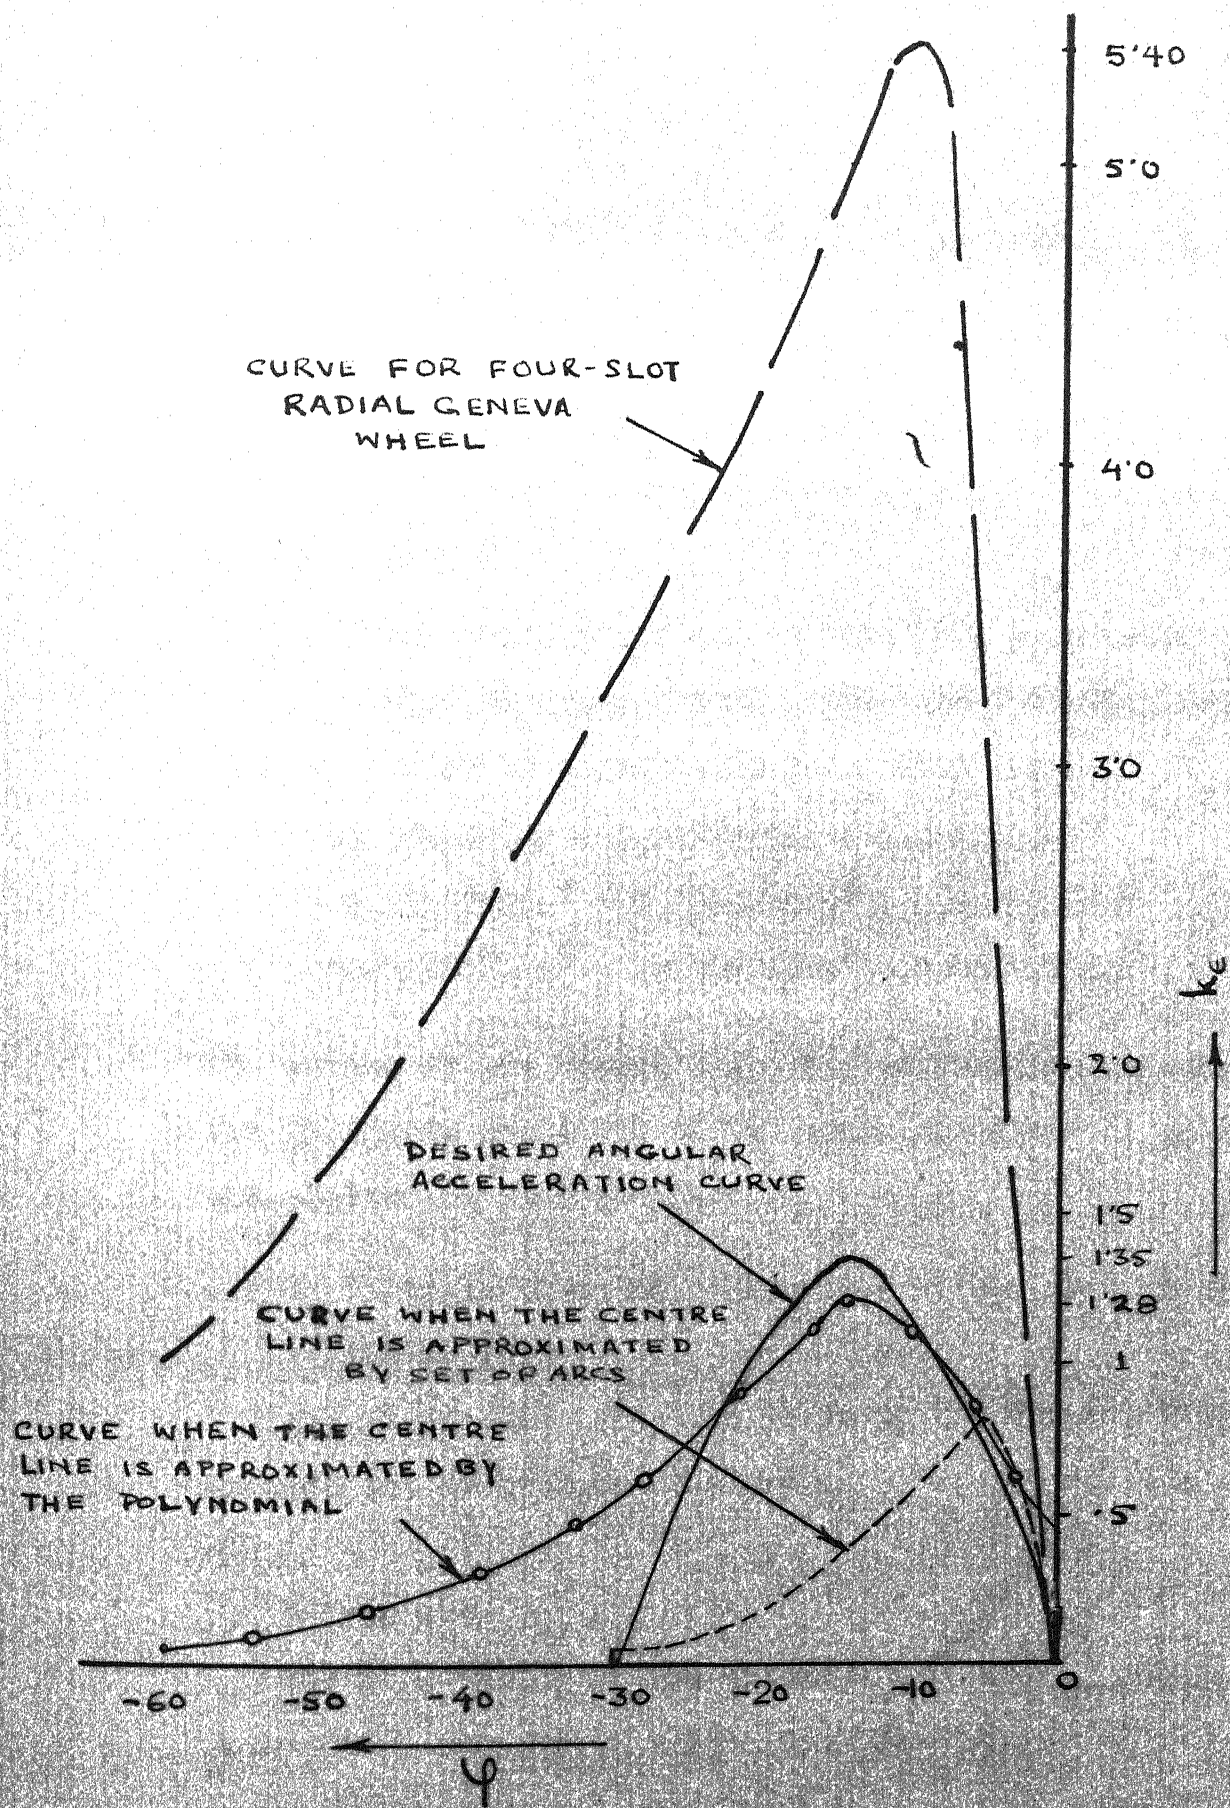 5'40
5'0
CURVE FOR FOUR-SLOT
RADIAL GENEVA
WHEEL
4'0
3'0
kε
2'0
DESIRED ANGULAR
ACCELERATION CURVE
1'5
1'35
1'28
CURVE WHEN THE CENTRE
LINE IS APPROXIMATED
BY SET OF ARCS
1
CURVE WHEN THE CENTRE
LINE IS APPROXIMATED BY
THE POLYNOMIAL
·5
-60 -50 -40 -30 -20 -10 0
φ